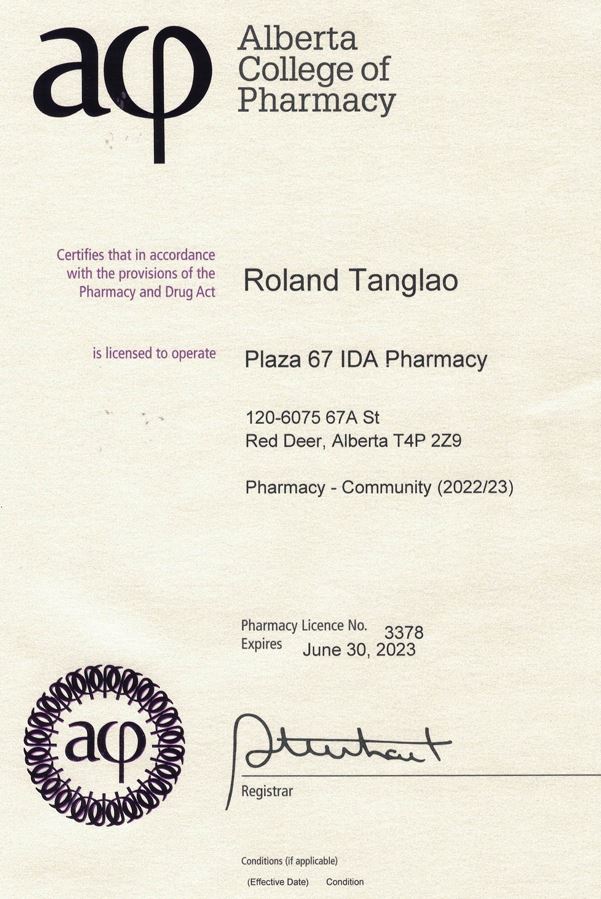 acp
Alberta
College of
Pharmacy
Certifies that in accordance
with the provisions of the
Pharmacy and Drug Act
Roland Tanglao
is licensed to operate
Plaza 67 IDA Pharmacy
120-6075 67A St
Red Deer, Alberta T4P 2Z9
Pharmacy - Community (2022/23)
Pharmacy Licence No. 3378
Expires June 30, 2023
acp
Registrar
Conditions (if applicable)
(Effective Date) Condition